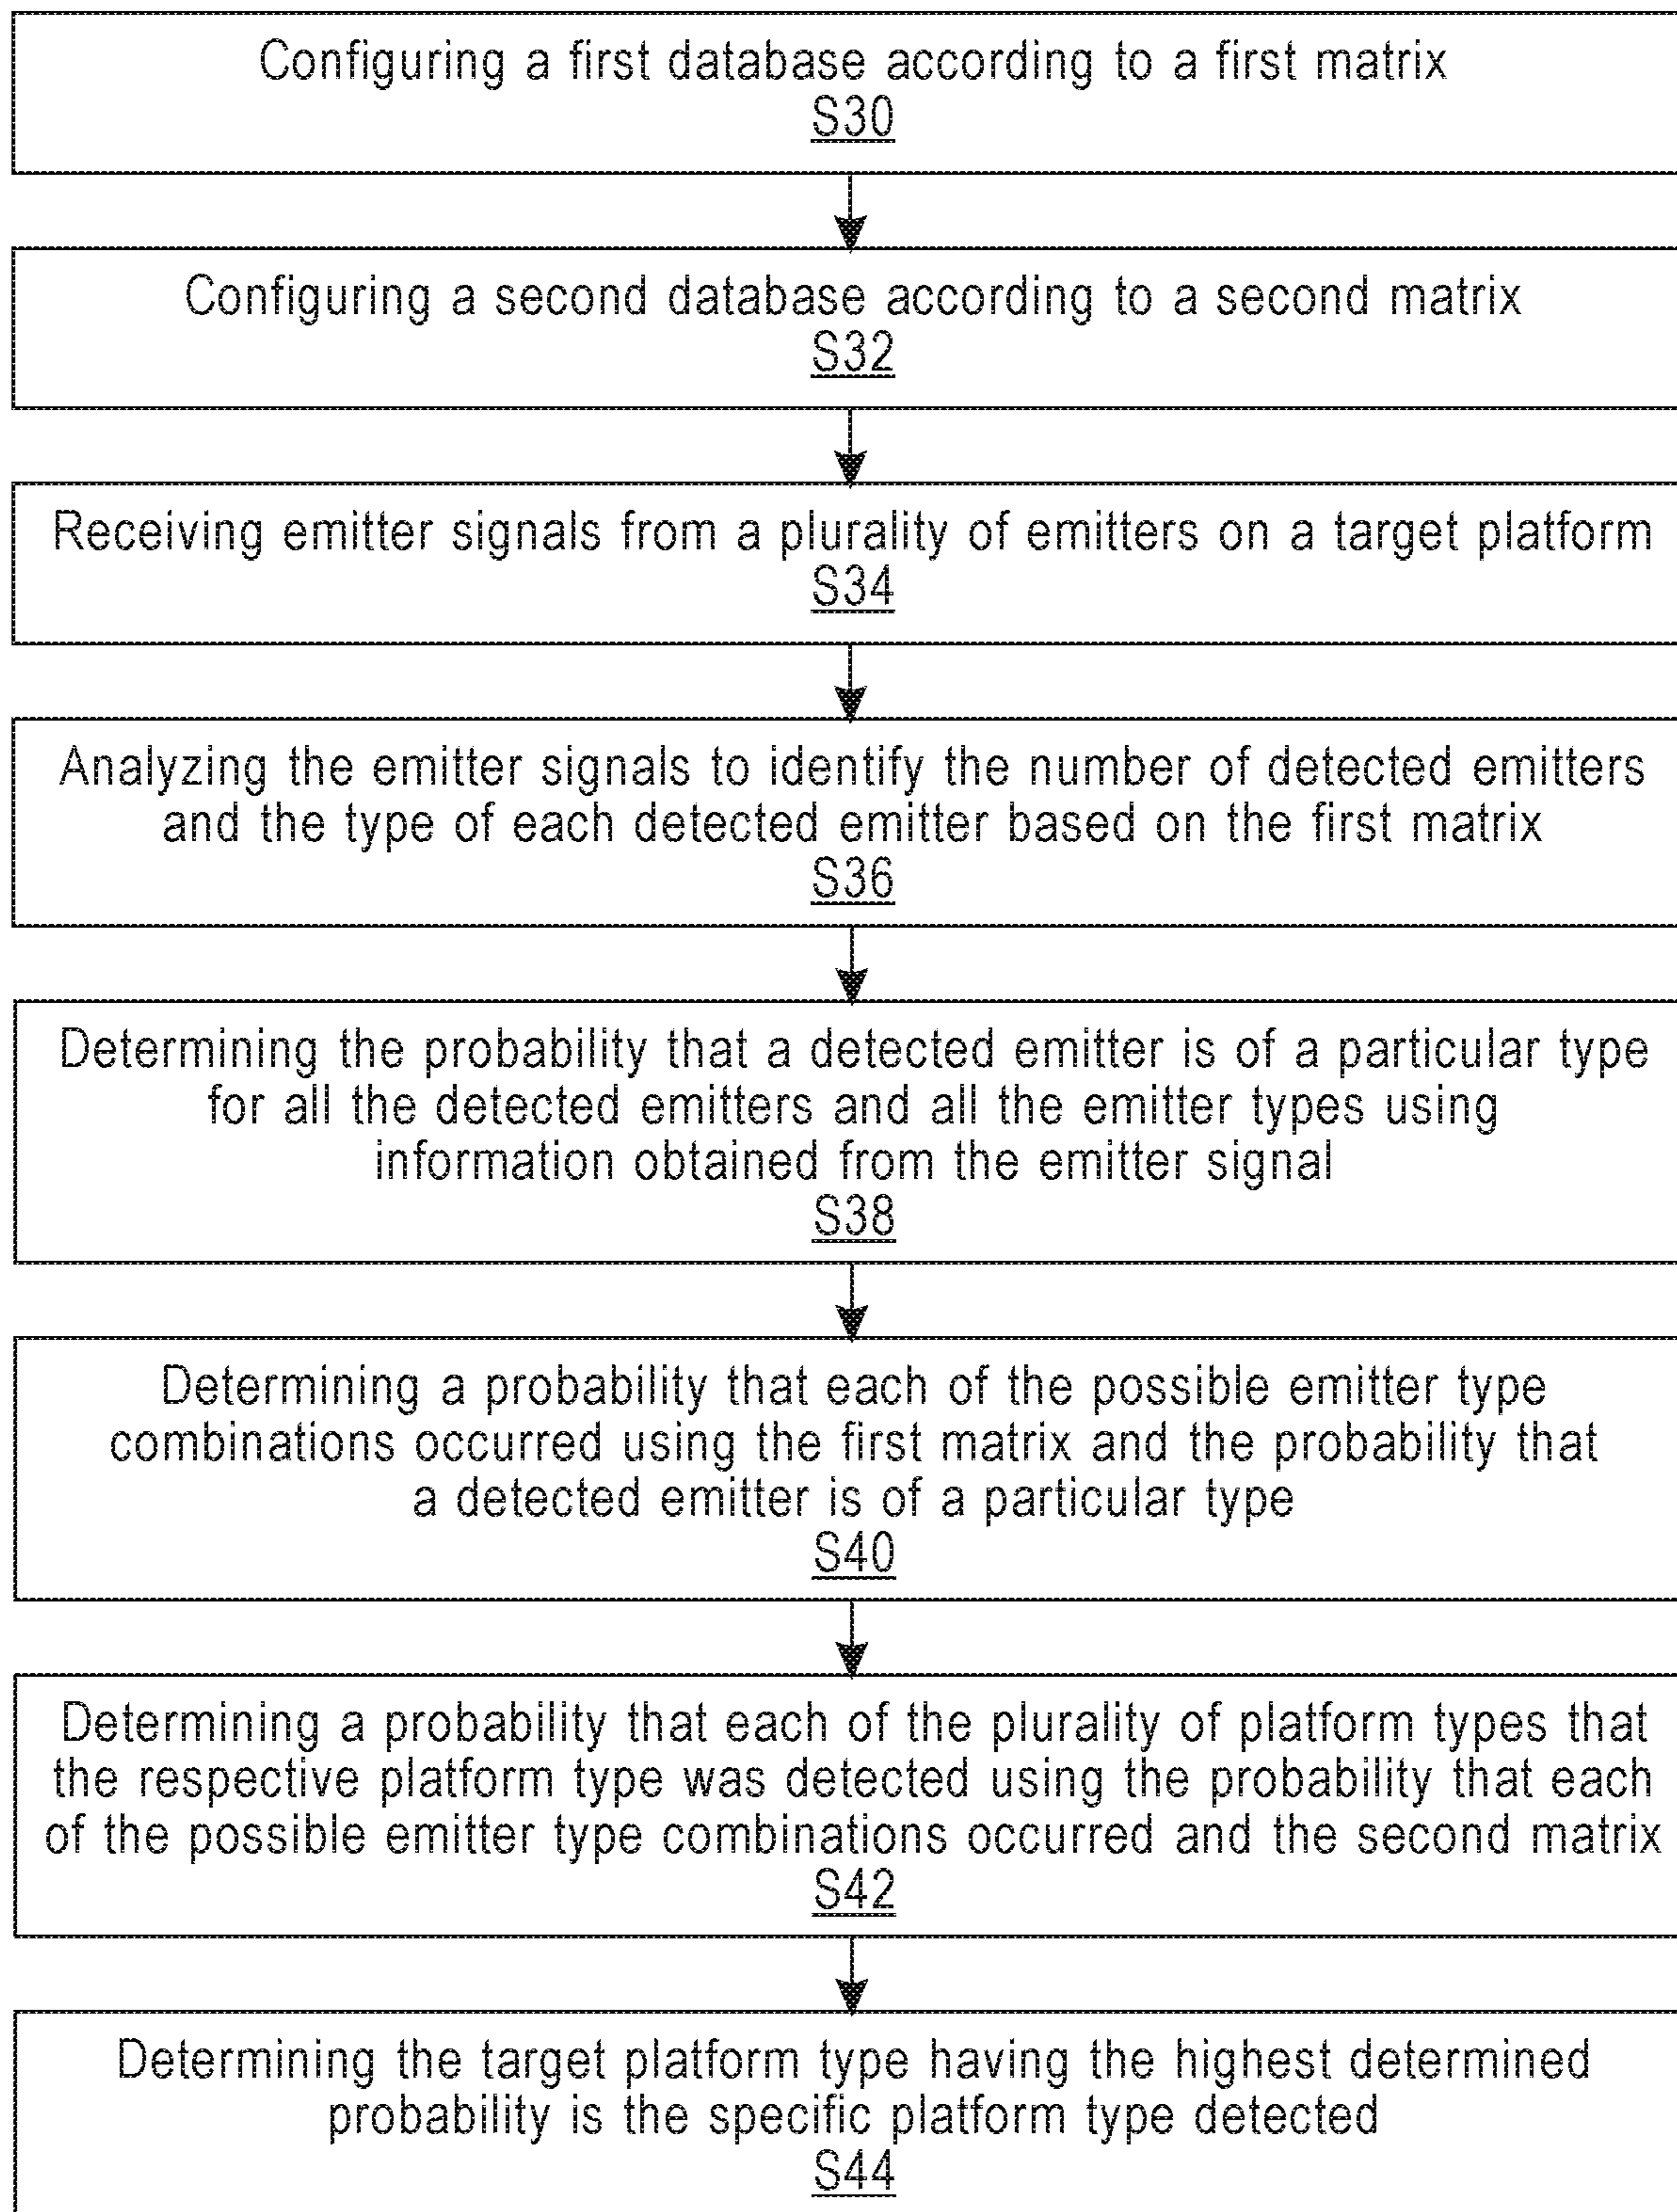 Configuring a first database according to a first matrix
S30
Configuring a second database according to a second matrix
S32
Receiving emitter signals from a plurality of emitters on a target platform
S34
Analyzing the emitter signals to identify the number of detected emitters
and the type of each detected emitter based on the first matrix
S36
Determining the probability that a detected emitter is of a particular type
for all the detected emitters and all the emitter types using
information obtained from the emitter signal
S38
Determining a probability that each of the possible emitter type
combinations occurred using the first matrix and the probability that
a detected emitter is of a particular type
S40
Determining a probability that each of the plurality of platform types that
the respective platform type was detected using the probability that each
of the possible emitter type combinations occurred and the second matrix
S42
Determining the target platform type having the highest determined
probability is the specific platform type detected
S44